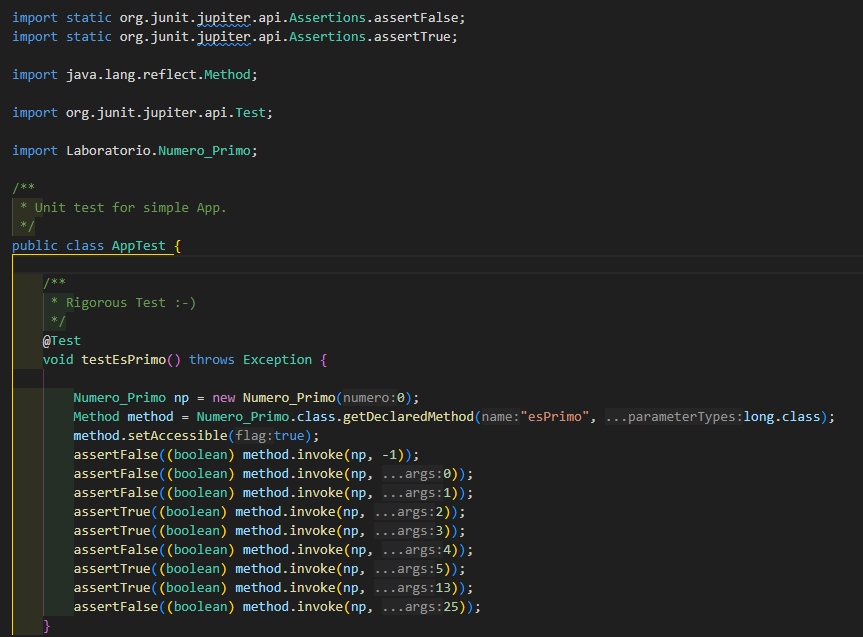 import static org.junit.jupiter.api.Assertions.assertFalse;
import static org.junit.jupiter.api.Assertions.assertTrue;
import java.lang.reflect.Method;
import org.junit.jupiter.api.Test;
import Laboratorio.Numero_Primo;
/**
* Unit test for simple App.
*/
public class AppTest {
/**
* Rigorous Test :-)
*/
@Test
void testEsPrimo() throws Exception {
Numero_Primo np = new Numero_Primo(numero:0);
Method method = Numero_Primo.class.getDeclaredMethod(name:"esPrimo", ...parameterTypes:long.class);
method.setAccessible(flag:true);
assertFalse((boolean) method.invoke(np, -1));
assertFalse((boolean) method.invoke(np, ...args:0));
assertFalse((boolean) method.invoke(np, ...args:1));
assertTrue((boolean) method.invoke(np, ...args:2));
assertTrue((boolean) method.invoke(np, ...args:3));
assertFalse((boolean) method.invoke(np, ...args:4));
assertTrue((boolean) method.invoke(np, ...args:5));
assertTrue((boolean) method.invoke(np, ...args:13));
assertFalse((boolean) method.invoke(np, ...args:25));
}